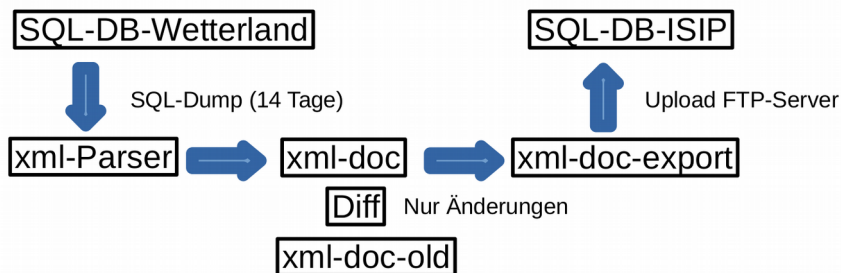 SQL-DB-Wetterland
SQL-DB-ISIP
SQL-Dump (14 Tage)
Upload FTP-Server
xml-Parser
xml-doc
xml-doc-export
Diff
Nur Änderungen
xml-doc-old